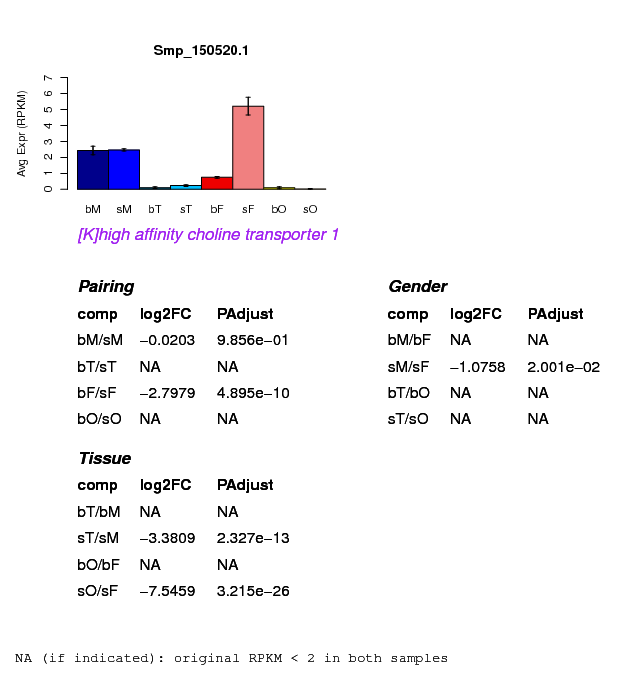 Smp_150520.1
Avg Expr (RPKM)
0 1 2 3 4 5 6 7
bM sM bT sT bF sF bO sO
[K]high affinity choline transporter 1
Pairing
comp log2FC PAdjust
bM/sM −0.0203 9.856e−01
bT/sT NA NA
bF/sF −2.7979 4.895e−10
bO/sO NA NA
Gender
comp log2FC PAdjust
bM/bF NA NA
sM/sF −1.0758 2.001e−02
bT/bO NA NA
sT/sO NA NA
Tissue
comp log2FC PAdjust
bT/bM NA NA
sT/sM −3.3809 2.327e−13
bO/bF NA NA
sO/sF −7.5459 3.215e−26
NA (if indicated): original RPKM < 2 in both samples